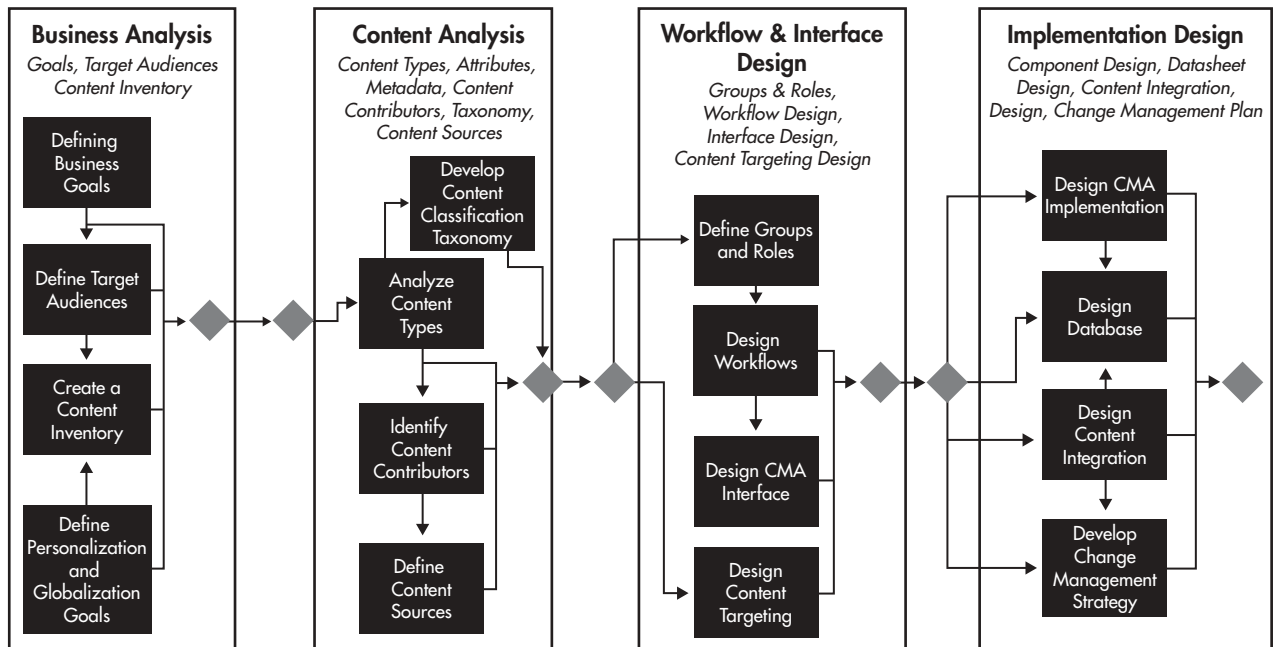 Business Analysis
Goals, Target Audiences
Content Inventory
Defining
Business
Goals
Define Target
Audiences
Create a
Content
Inventory
Define
Personalization
and
Globalization
Goals
Content Analysis
Content Types, Attributes,
Metadata, Content
Contributors, Taxonomy,
Content Sources
Develop
Content
Classification
Taxonomy
Analyze
Content
Types
Identify
Content
Contributors
Define
Content
Sources
Workflow & Interface
Design
Groups & Roles,
Workflow Design,
Interface Design,
Content Targeting Design
Define Groups
and Roles
Design
Workflows
Design CMA
Interface
Design
Content
Targeting
Implementation Design
Component Design, Datasheet
Design, Content Integration,
Design, Change Management Plan
Design CMA
Implementation
Design
Database
Design
Content
Integration
Develop
Change
Management
Strategy